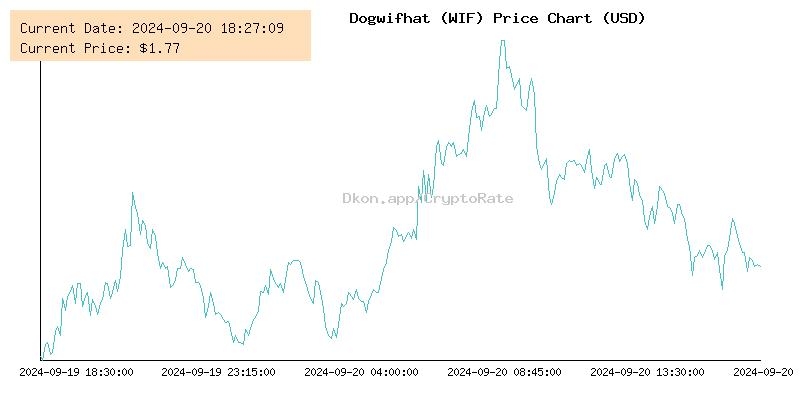 Dogwifhat (WIF) Price Chart (USD)
Current Date: 2024-09-20 18:27:09
Current Price: $1.77
Dkon.app/CryptoRate
2024-09-19 18:30:00 2024-09-19 23:15:00 2024-09-20 04:00:00 2024-09-20 08:45:00 2024-09-20 13:30:00 2024-09-20